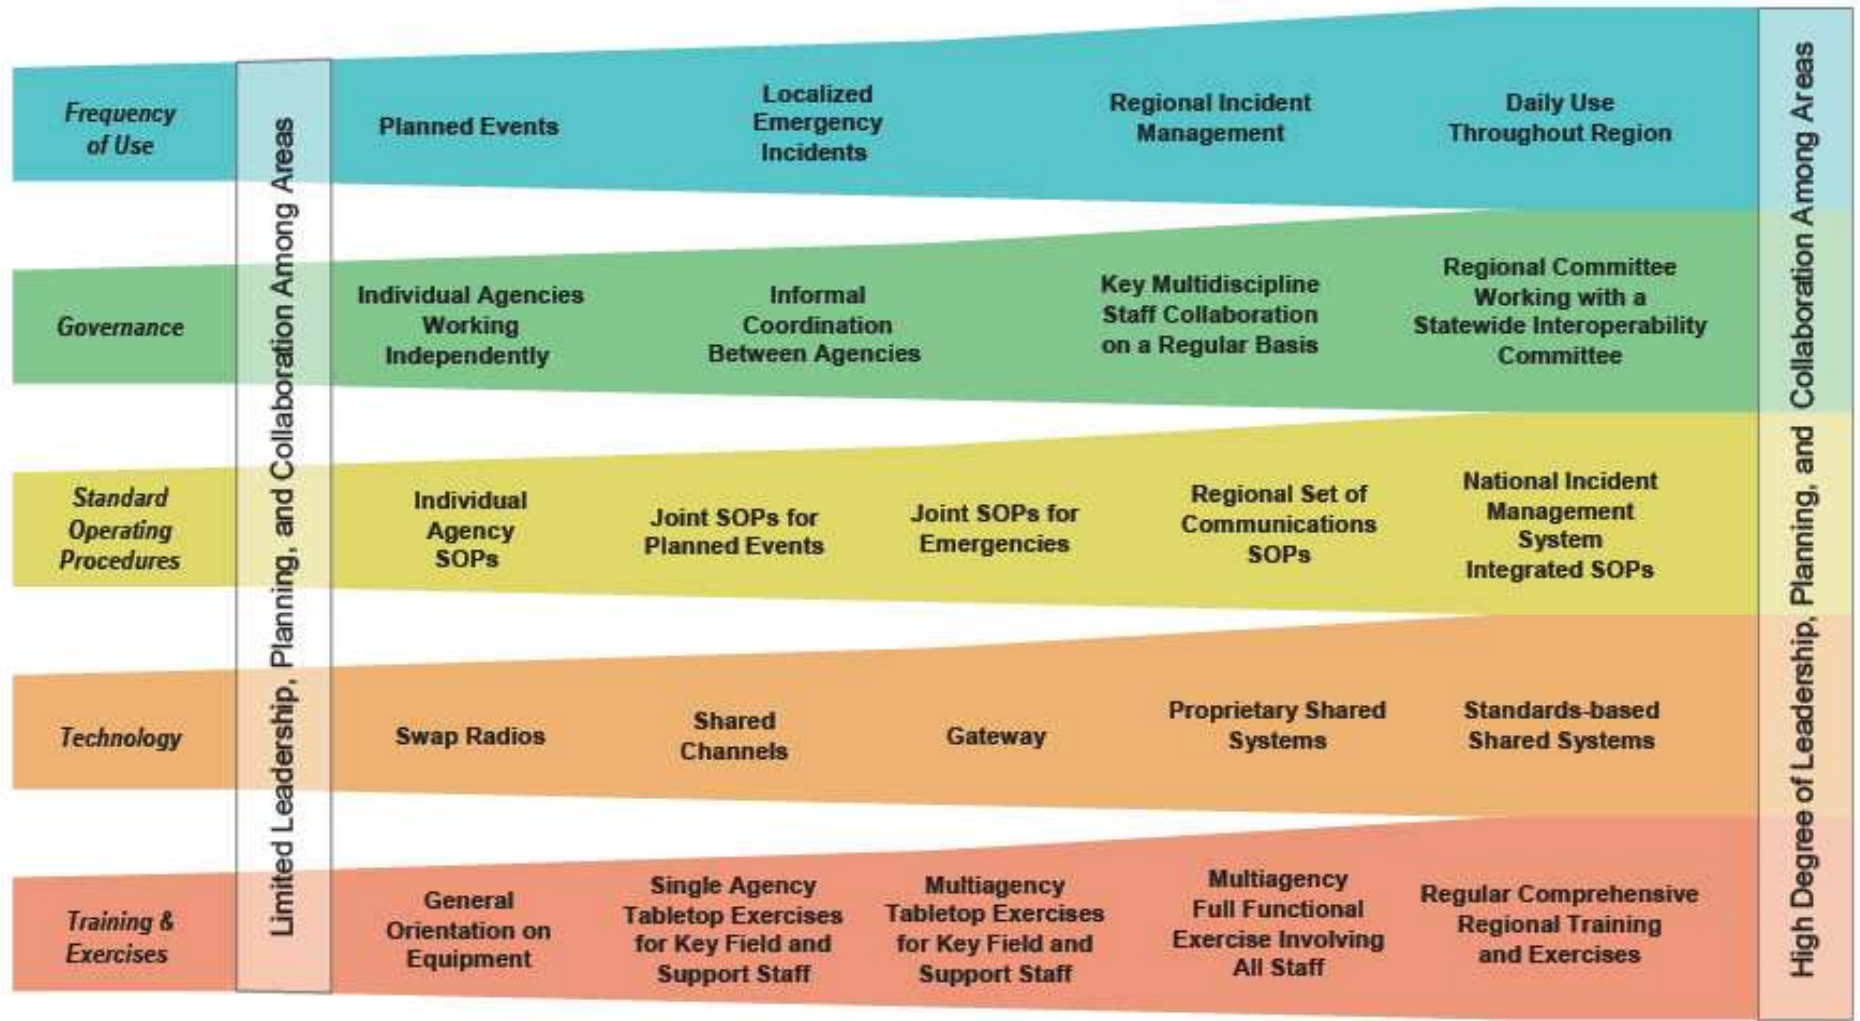 Frequency
of Use
Limited Leadership, Planning, and Collaboration Among Areas
Planned Events
Localized
Emergency
Incidents
Regional Incident
Management
Daily Use
Throughout Region
High Degree of Leadership, Planning, and Collaboration Among Areas
Governance
Individual Agencies
Working
Independently
Informal
Coordination
Between Agencies
Key Multidiscipline
Staff Collaboration
on a Regular Basis
Regional Committee
Working with a
Statewide Interoperability
Committee
Standard
Operating
Procedures
Individual
Agency
SOPs
Joint SOPs for
Planned Events
Joint SOPs for
Emergencies
Regional Set of
Communications
SOPs
National Incident
Management
System
Integrated SOPs
Technology
Swap Radios
Shared
Channels
Gateway
Proprietary Shared
Systems
Standards-based
Shared Systems
Training &
Exercises
General
Orientation on
Equipment
Single Agency
Tabletop Exercises
for Key Field and
Support Staff
Multiagency
Tabletop Exercises
for Key Field and
Support Staff
Multiagency
Full Functional
Exercise Involving
All Staff
Regular Comprehensive
Regional Training
and Exercises